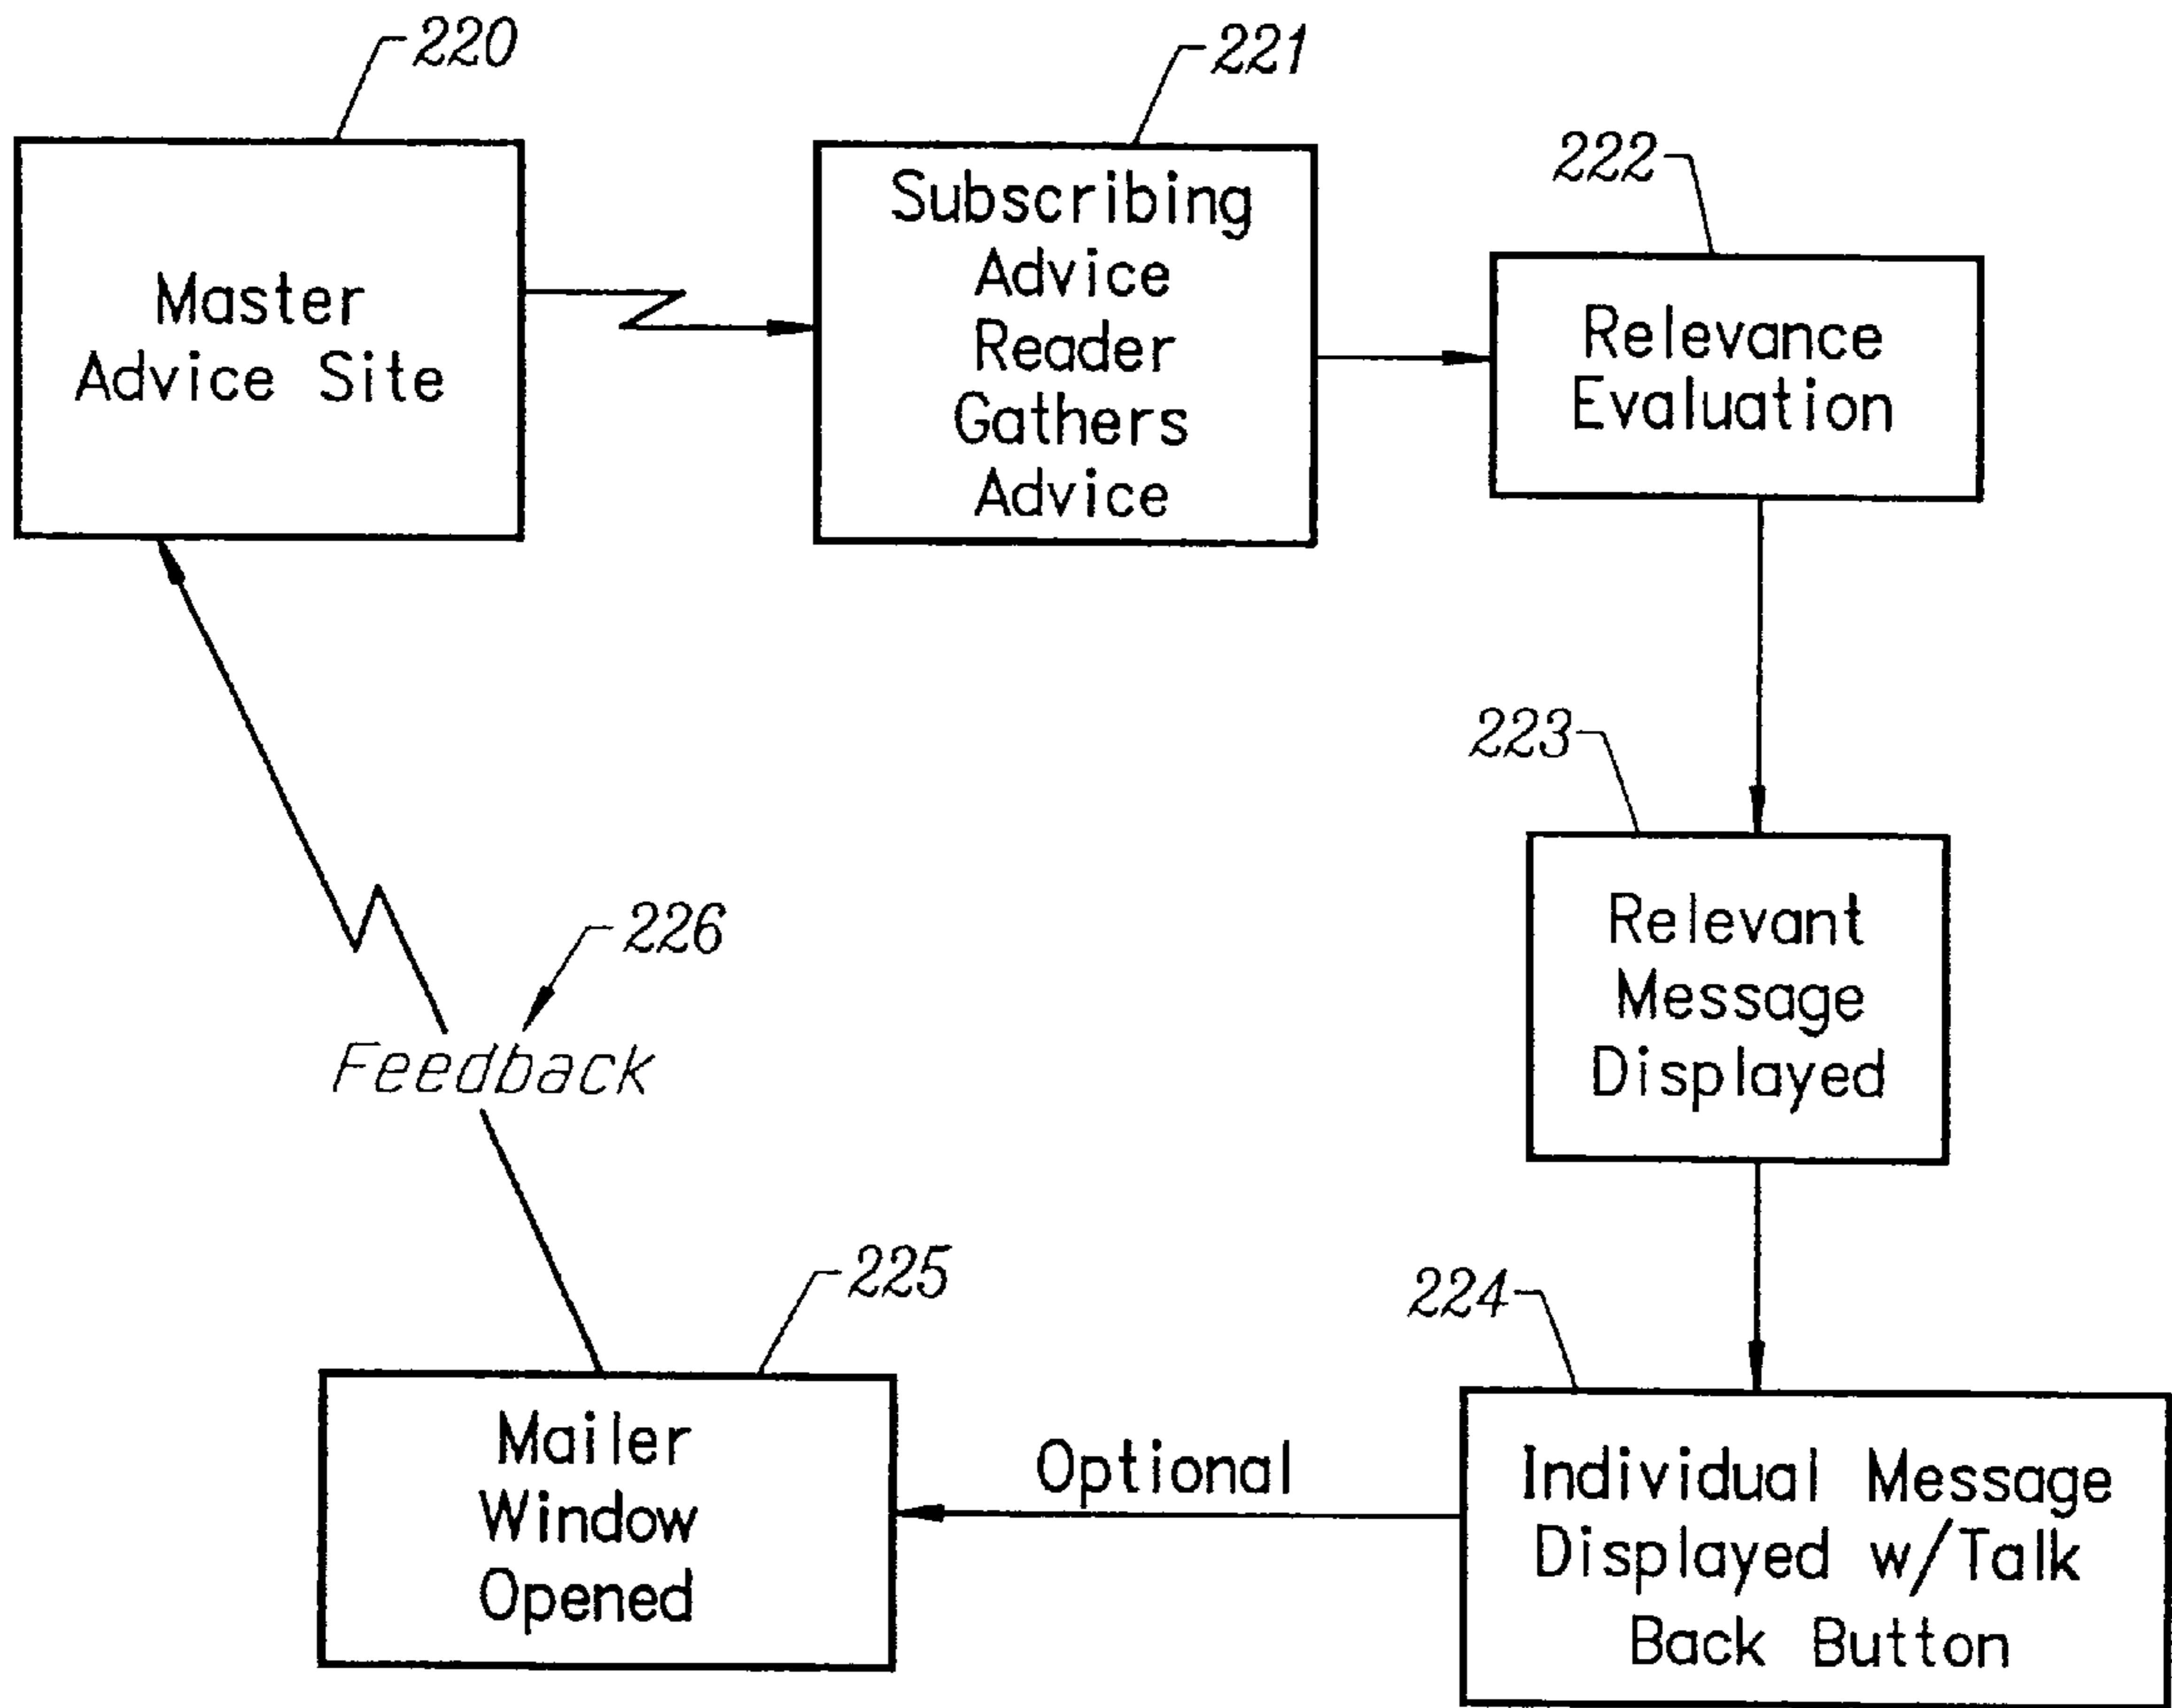 220
Master
Advice Site
221
Subscribing
Advice
Reader
Gathers
Advice
222
Relevance
Evaluation
223
Relevant
Message
Displayed
224
Individual Message
Displayed w/Talk
Back Button
Optional
225
Mailer
Window
Opened
226
Feedback